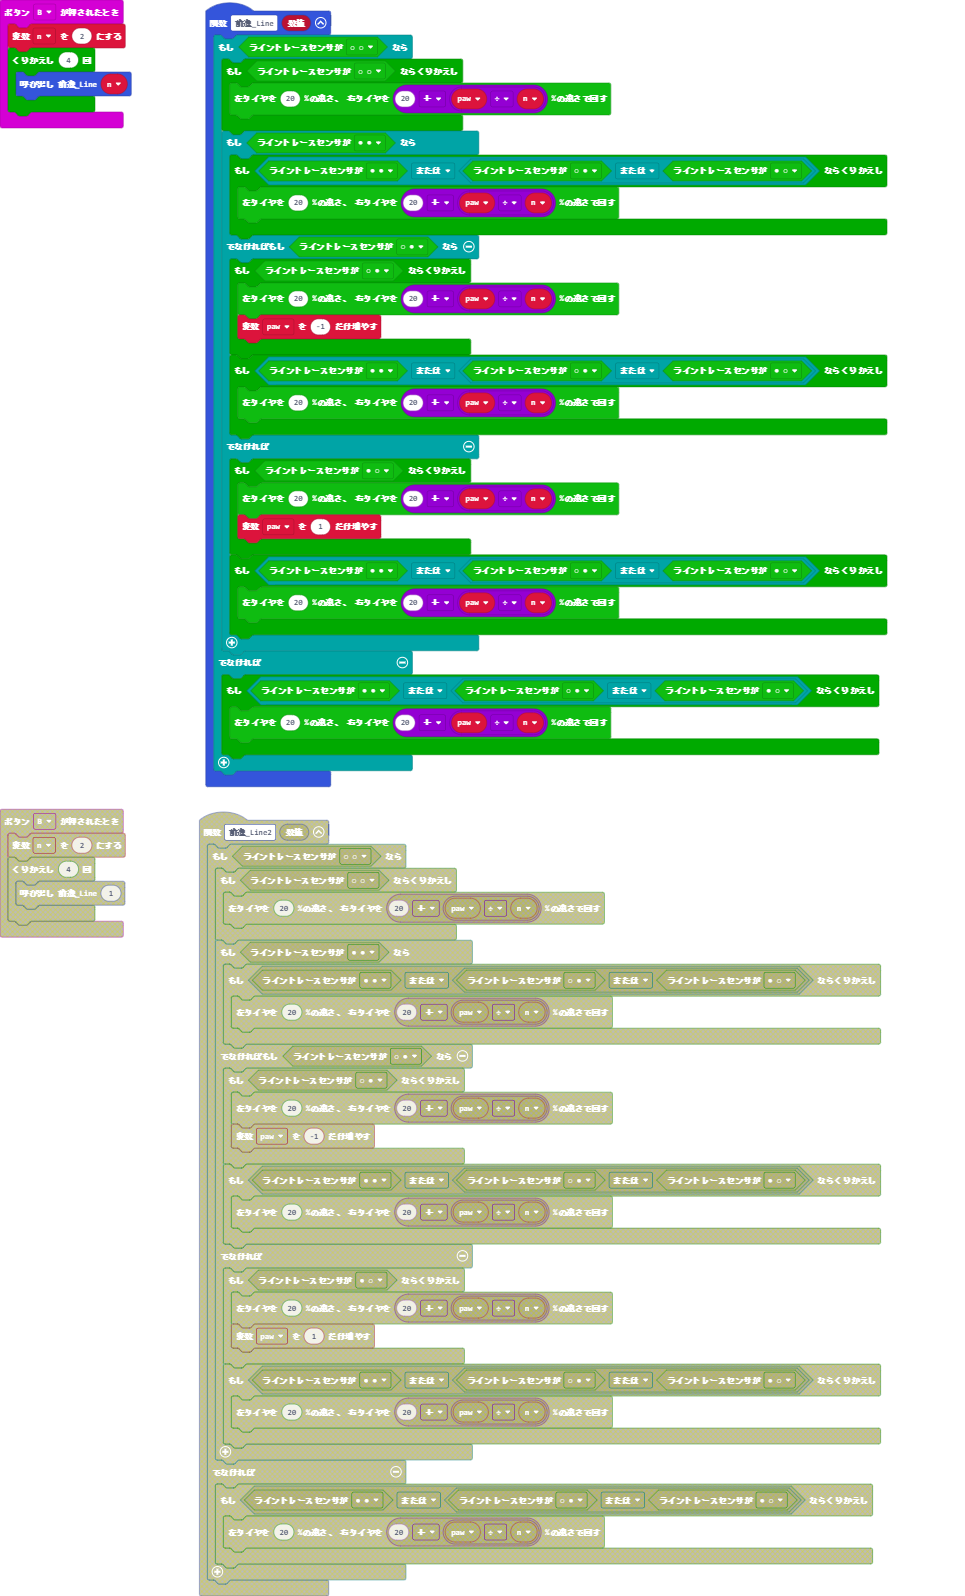 ボタン B が押されたとき
変数 n を 2 にする
くりかえし 4 回
呼び出し 前進_Line n
関数 前進_Line 数値
もし ライントレースセンサが ○ ○ なら
もし ライントレースセンサが ○ ○ ならくりかえし
左タイヤを 20 %の速さ、右タイヤを 20 + paw ÷ n %の速さで回す
もし ライントレースセンサが ● ● なら
もし ライントレースセンサが ● ● または ライントレースセンサが ○ ● または ライントレースセンサが ● ○ ならくりかえし
左タイヤを 20 %の速さ、右タイヤを 20 + paw ÷ n %の速さで回す
でなければもし ライントレースセンサが ○ ● なら
もし ライントレースセンサが ○ ● ならくりかえし
左タイヤを 20 %の速さ、右タイヤを 20 + paw ÷ n %の速さで回す
変数 paw を -1 だけ増やす
もし ライントレースセンサが ● ● または ライントレースセンサが ○ ● または ライントレースセンサが ● ○ ならくりかえし
左タイヤを 20 %の速さ、右タイヤを 20 + paw ÷ n %の速さで回す
でなければ
もし ライントレースセンサが ● ○ ならくりかえし
左タイヤを 20 %の速さ、右タイヤを 20 + paw ÷ n %の速さで回す
変数 paw を 1 だけ増やす
もし ライントレースセンサが ● ● または ライントレースセンサが ○ ● または ライントレースセンサが ● ○ ならくりかえし
左タイヤを 20 %の速さ、右タイヤを 20 + paw ÷ n %の速さで回す
でなければ
もし ライントレースセンサが ● ● または ライントレースセンサが ○ ● または ライントレースセンサが ● ○ ならくりかえし
左タイヤを 20 %の速さ、右タイヤを 20 + paw ÷ n %の速さで回す
ボタン B が押されたとき
変数 n を 2 にする
くりかえし 4 回
呼び出し 前進_Line 1
関数 前進_Line2 数値
もし ライントレースセンサが ○ ○ なら
もし ライントレースセンサが ○ ○ ならくりかえし
左タイヤを 20 %の速さ、右タイヤを 20 + paw ÷ n %の速さで回す
もし ライントレースセンサが ● ● なら
もし ライントレースセンサが ● ● または ライントレースセンサが ○ ● または ライントレースセンサが ● ○ ならくりかえし
左タイヤを 20 %の速さ、右タイヤを 20 + paw ÷ n %の速さで回す
でなければもし ライントレースセンサが ○ ● なら
もし ライントレースセンサが ○ ● ならくりかえし
左タイヤを 20 %の速さ、右タイヤを 20 + paw ÷ n %の速さで回す
変数 paw を -1 だけ増やす
もし ライントレースセンサが ● ● または ライントレースセンサが ○ ● または ライントレースセンサが ● ○ ならくりかえし
左タイヤを 20 %の速さ、右タイヤを 20 + paw ÷ n %の速さで回す
でなければ
もし ライントレースセンサが ● ○ ならくりかえし
左タイヤを 20 %の速さ、右タイヤを 20 + paw ÷ n %の速さで回す
変数 paw を 1 だけ増やす
もし ライントレースセンサが ● ● または ライントレースセンサが ○ ● または ライントレースセンサが ● ○ ならくりかえし
左タイヤを 20 %の速さ、右タイヤを 20 + paw ÷ n %の速さで回す
でなければ
もし ライントレースセンサが ● ● または ライントレースセンサが ○ ● または ライントレースセンサが ● ○ ならくりかえし
左タイヤを 20 %の速さ、右タイヤを 20 + paw ÷ n %の速さで回す